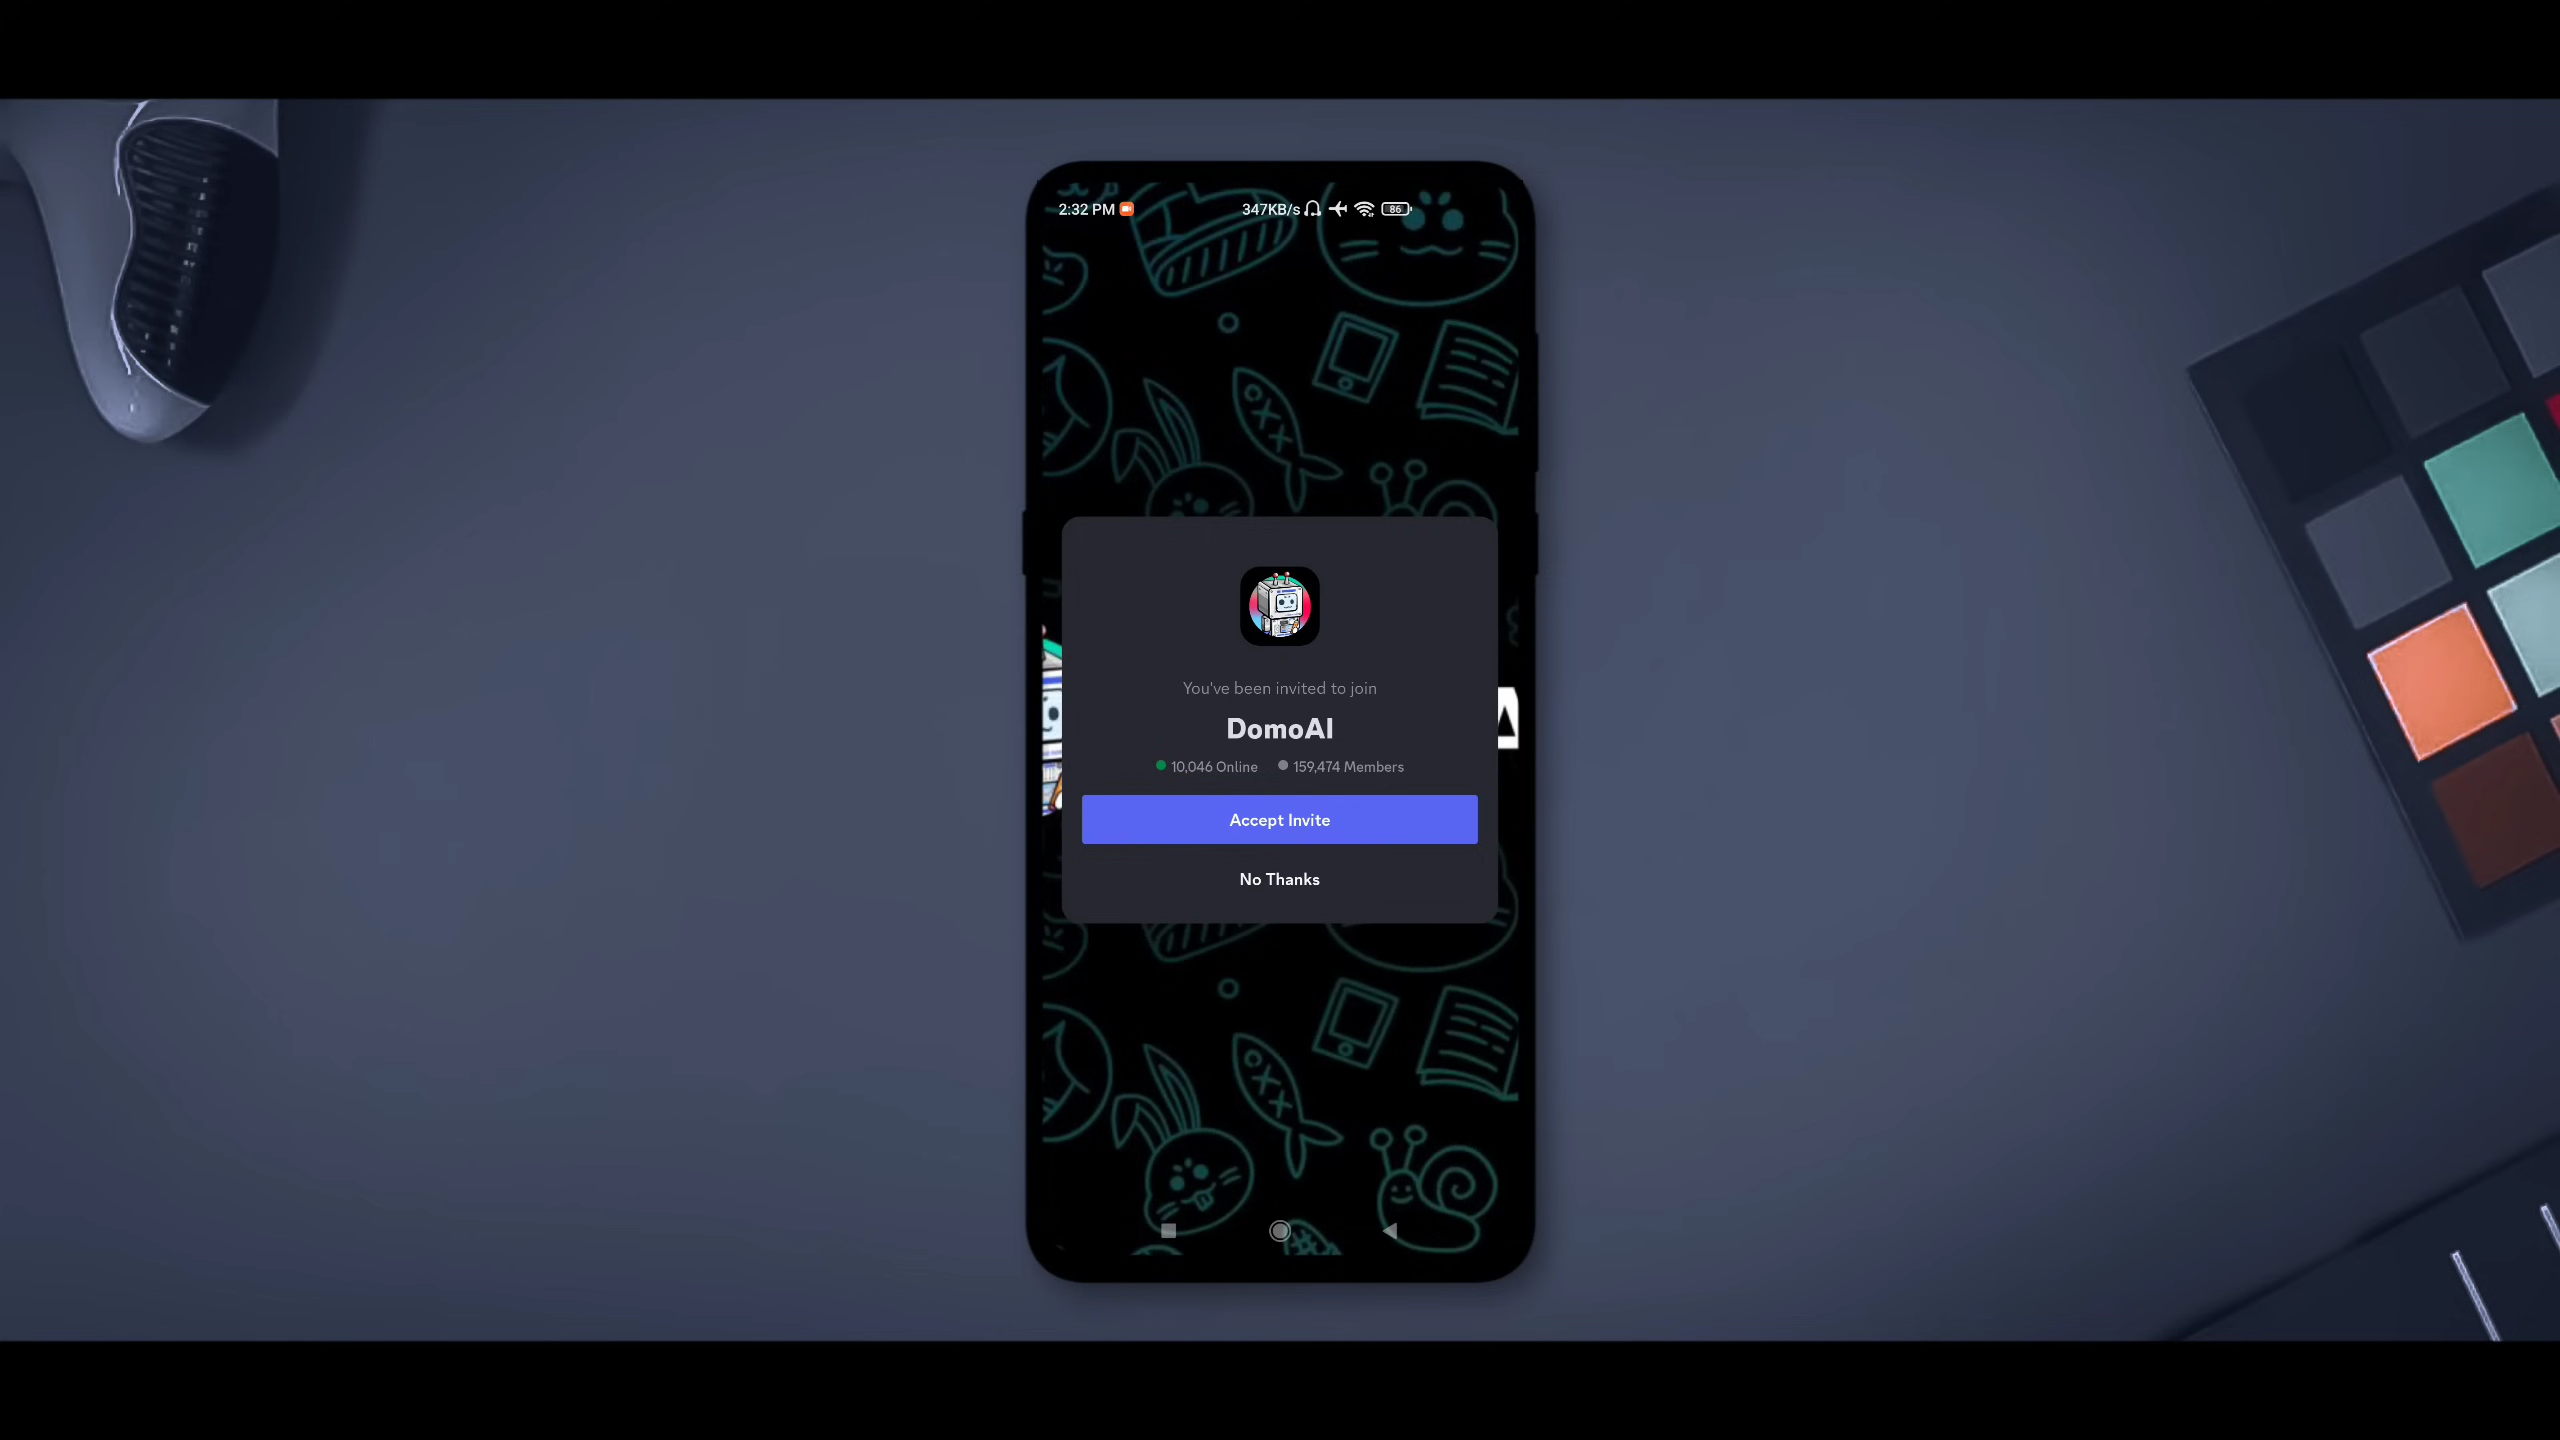 2:32 PM
347KB/s
86
You've been invited to join
DomoAI
10,046 Online
159,474 Members
Accept Invite
No Thanks